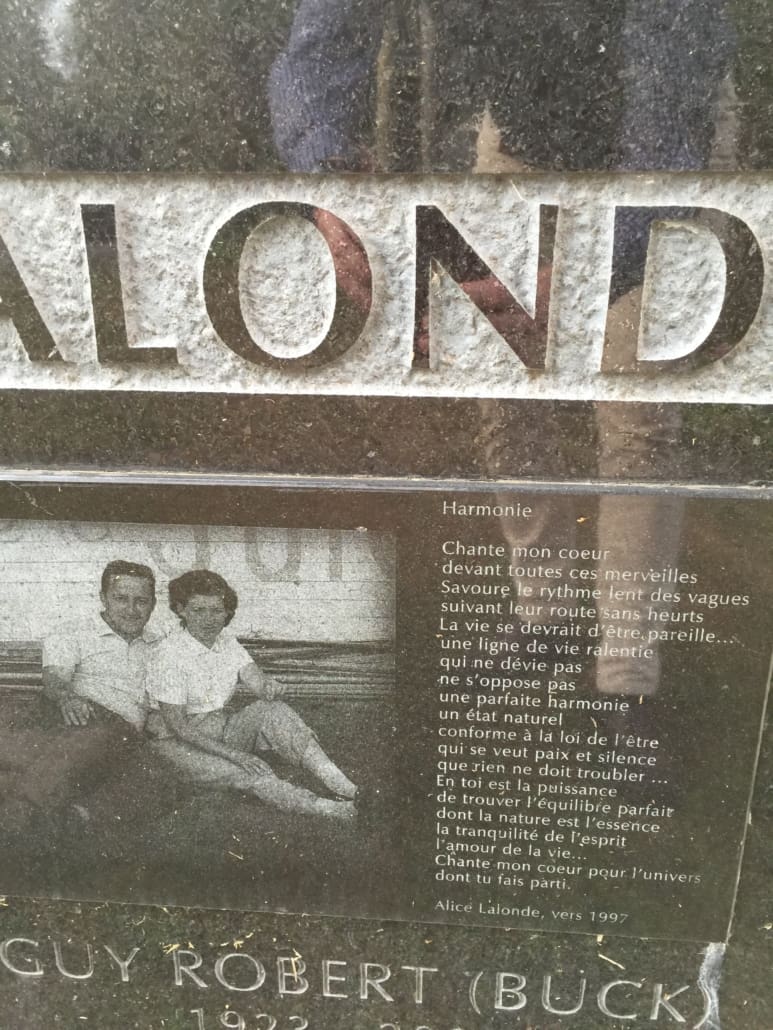 ALOND
Harmonie
Chante mon coeur
devant toutes ces merveilles
Savoure le rythme lent des vagues
suivant leur route sans heurts
La vie se devrait d'être pareille...
une ligne de vie ralentie
qui ne dévie pas
ne s'oppose pas
une parfaite harmonie
un état naturel
conforme à la loi de l'être
qui se veut paix et silence
que rien ne doit troubler ...
En toi est la puissance
de trouver l'équilibre parfait
dont la nature est l'essence
la tranquilité de l'esprit
l'amour de la vie...
Chante mon coeur pour l'univers
dont tu fais parti.
Alice Lalonde, vers 1997
GUY ROBERT (BUCK)